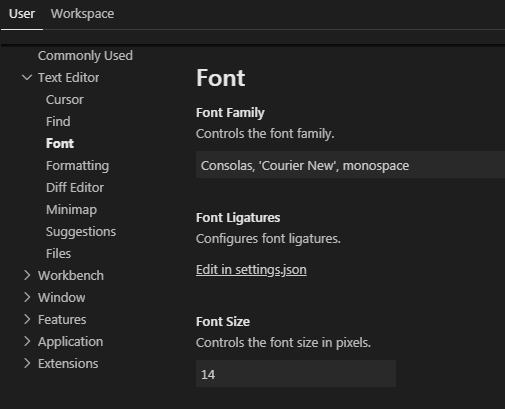 User Workspace
Commonly Used
Text Editor
Cursor
Find
Font
Formatting
Diff Editor
Minimap
Suggestions
Files
Workbench
Window
Features
Application
Extensions
Font
Font Family
Controls the font family.
Consolas, 'Courier New', monospace
Font Ligatures
Configures font ligatures.
Edit in settings.json
Font Size
Controls the font size in pixels.
14